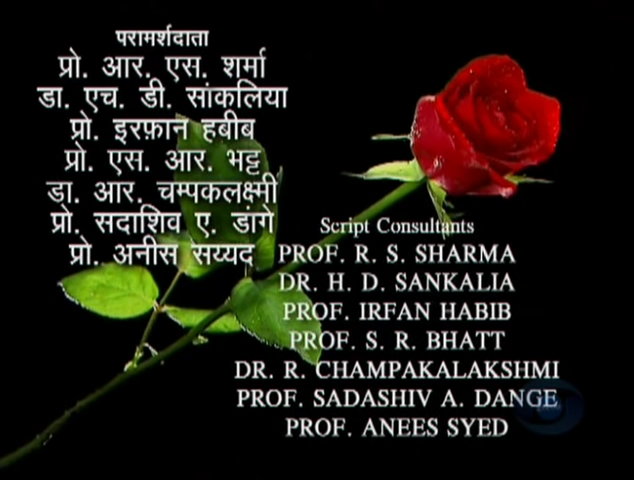 परामर्शदाता
प्रो. आर. एस. शर्मा
डा. एच. डी. सांकलिया
प्रो. इरफ़ान हबीब
प्रो. एस. आर. भट्ट
डा. आर. चम्पकलक्ष्मी
प्रो. सदाशिव ए. डांगे
प्रो. अनीस सय्यद
Script Consultants
PROF. R. S. SHARMA
DR. H. D. SANKALIA
PROF. IRFAN HABIB
PROF. S. R. BHATT
DR. R. CHAMPAKALAKSHMI
PROF. SADASHIV A. DANGE
PROF. ANEES SYED